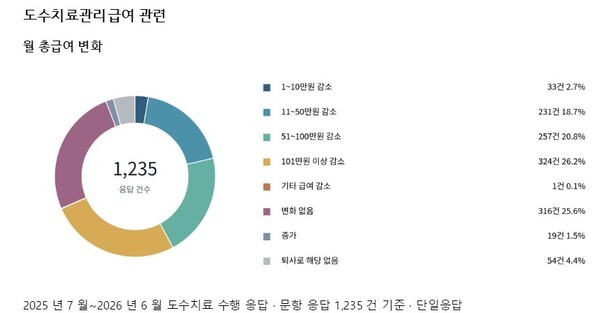 도수치료관리급여 관련
월 총급여 변화
1~10만원 감소 33건 2.7%
11~50만원 감소 231건 18.7%
51~100만원 감소 257건 20.8%
101만원 이상 감소 324건 26.2%
기타 급여 감소 1건 0.1%
변화 없음 316건 25.6%
증가 19건 1.5%
퇴사로 해당 없음 54건 4.4%
1,235
응답 건수
2025 년 7 월~2026 년 6 월 도수치료 수행 응답 · 문항 응답 1,235 건 기준 · 단일응답